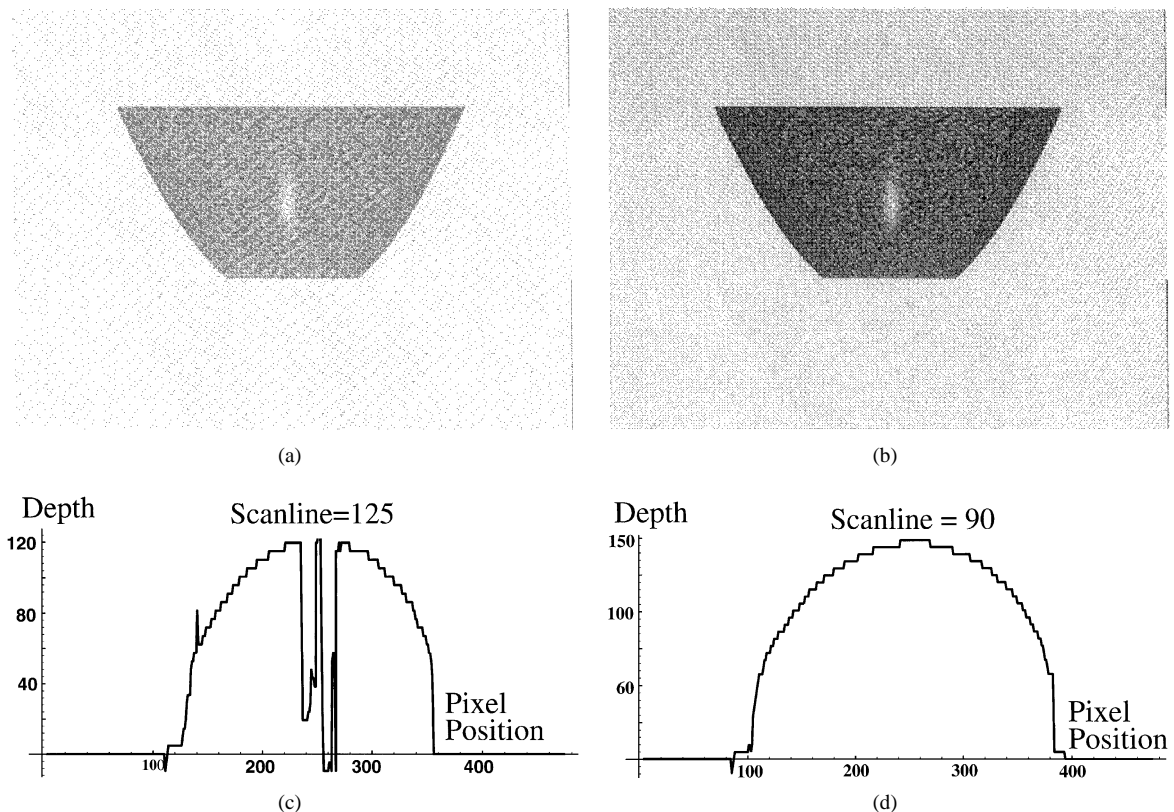 (a)
(b)
Depth
Scanline=125
120
80
40
100
200
300
400
Pixel
Position
(c)
Depth
Scanline = 90
150
100
60
100
200
300
400
Pixel
Position
(d)